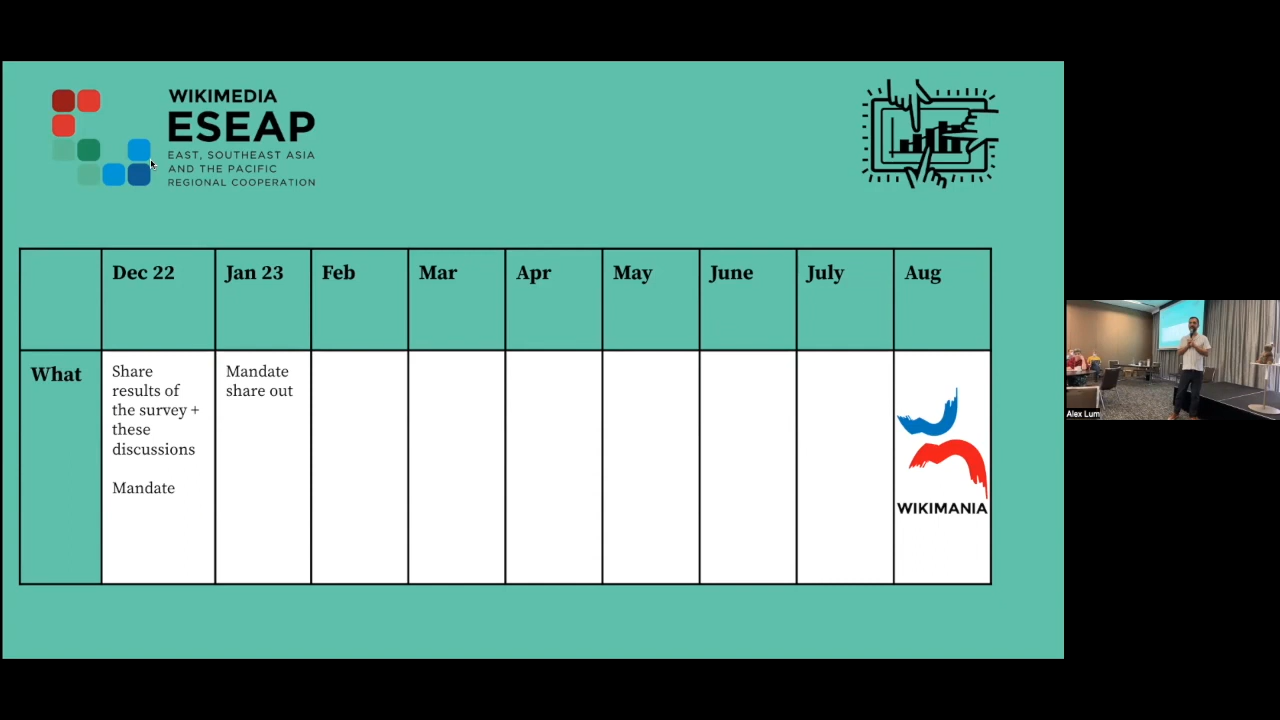 WIKIMEDIA
ESEAP
EAST, SOUTHEAST ASIA
AND THE PACIFIC
REGIONAL COOPERATION
Dec 22
Jan 23
Feb
Mar
Apr
May
June
July
Aug
What
Share
results of
the survey +
these
discussions
Mandate
Mandate
share out
WIKIMANIA
Alex Lum